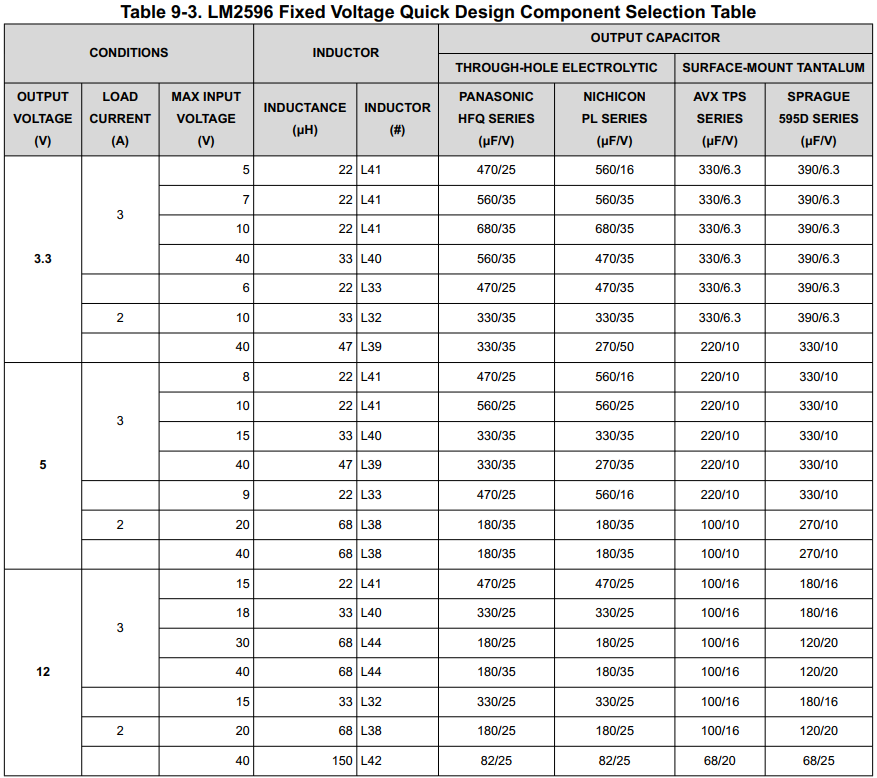 Table 9-3. LM2596 Fixed Voltage Quick Design Component Selection Table
CONDITIONS INDUCTOR OUTPUT CAPACITOR
THROUGH-HOLE ELECTROLYTIC SURFACE-MOUNT TANTALUM
OUTPUT LOAD MAX INPUT INDUCTANCE INDUCTOR PANASONIC NICHICON AVX TPS SPRAGUE
VOLTAGE CURRENT VOLTAGE (µH) (#) HFQ SERIES PL SERIES SERIES 595D SERIES
(V) (A) (V) (µF/V) (µF/V) (µF/V) (µF/V)
3.3 3 5 22 L41 470/25 560/16 330/6.3 390/6.3
7 22 L41 560/35 560/35 330/6.3 390/6.3
10 22 L41 680/35 680/35 330/6.3 390/6.3
40 33 L40 560/35 470/35 330/6.3 390/6.3
6 22 L33 470/25 470/35 330/6.3 390/6.3
2 10 33 L32 330/35 330/35 330/6.3 390/6.3
40 47 L39 330/35 270/50 220/10 330/10
5 3 8 22 L41 470/25 560/16 220/10 330/10
10 22 L41 560/25 560/25 220/10 330/10
15 33 L40 330/35 330/35 220/10 330/10
40 47 L39 330/35 270/35 220/10 330/10
9 22 L33 470/25 560/16 220/10 330/10
2 20 68 L38 180/35 180/35 100/10 270/10
40 68 L38 180/35 180/35 100/10 270/10
12 3 15 22 L41 470/25 470/25 100/16 180/16
18 33 L40 330/25 330/25 100/16 180/16
30 68 L44 180/25 180/25 100/16 120/20
40 68 L44 180/35 180/35 100/16 120/20
15 33 L32 330/25 330/25 100/16 180/16
2 20 68 L38 180/25 180/25 100/16 120/20
40 150 L42 82/25 82/25 68/20 68/25